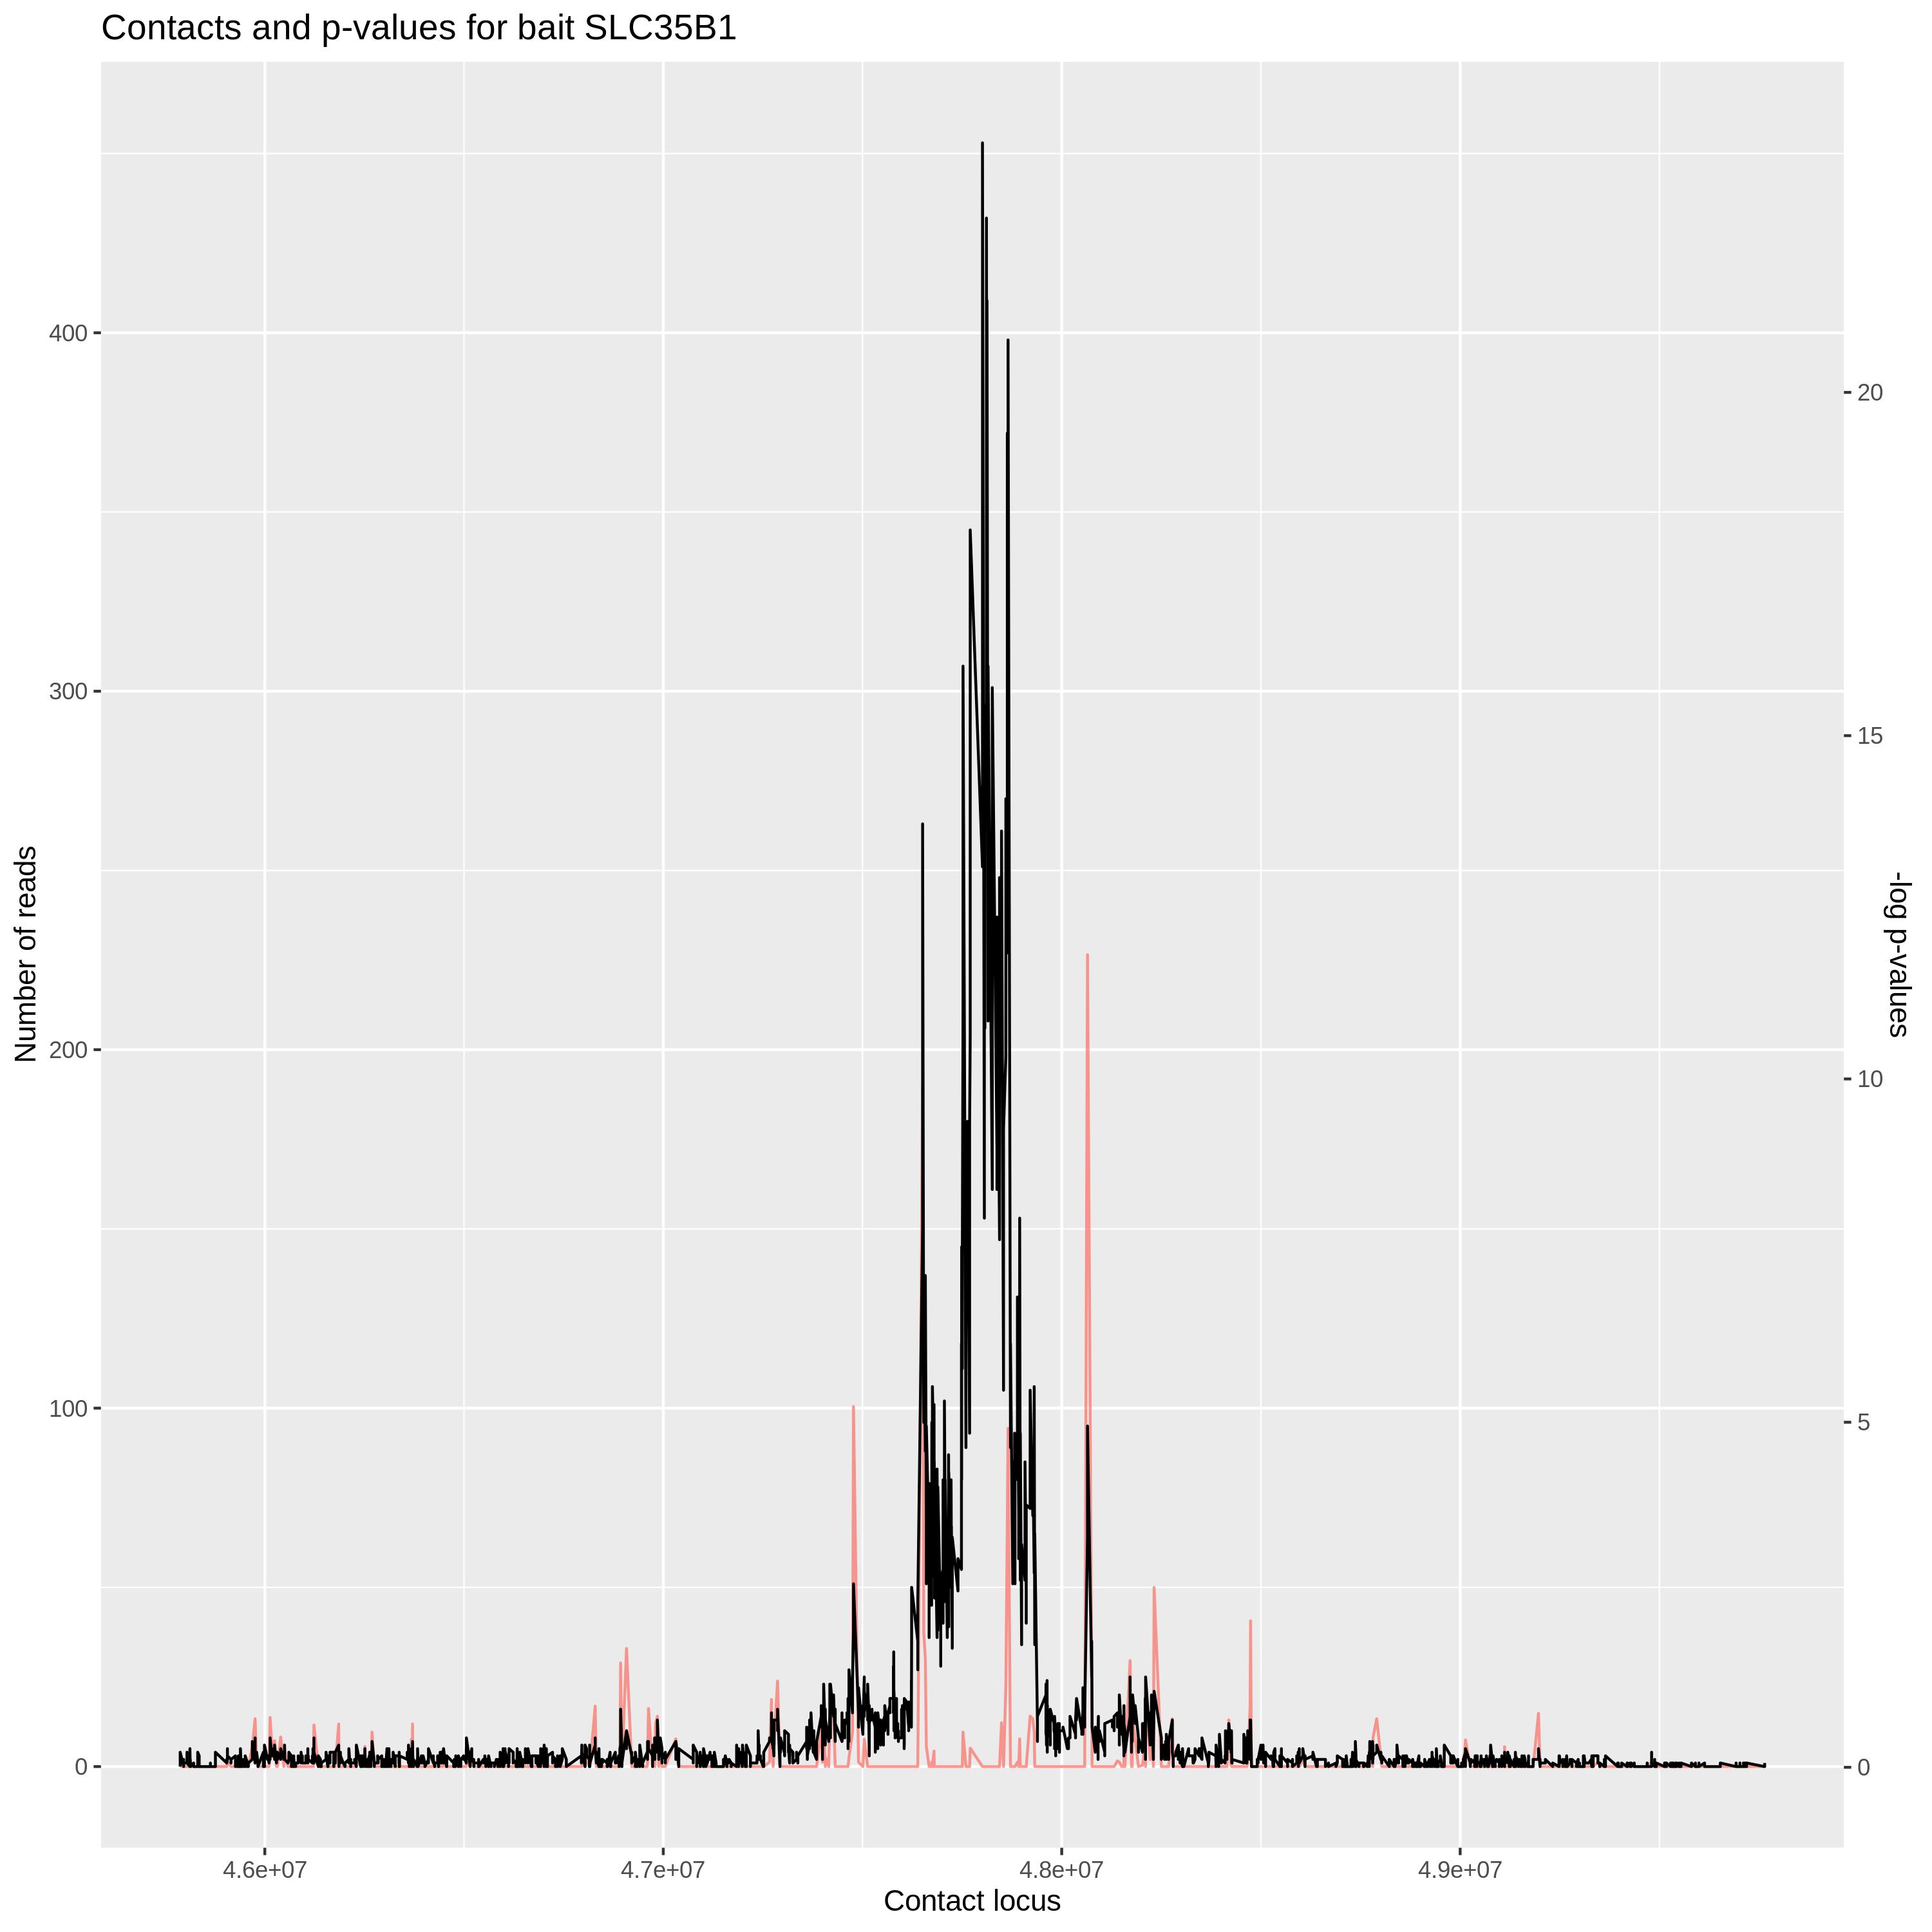 Contacts and p-values for bait SLC35B1
Number of reads
400
300
200
100
0
20
15
10
5
0
-log p-values
4.6e+07
4.7e+07
4.8e+07
4.9e+07
Contact locus